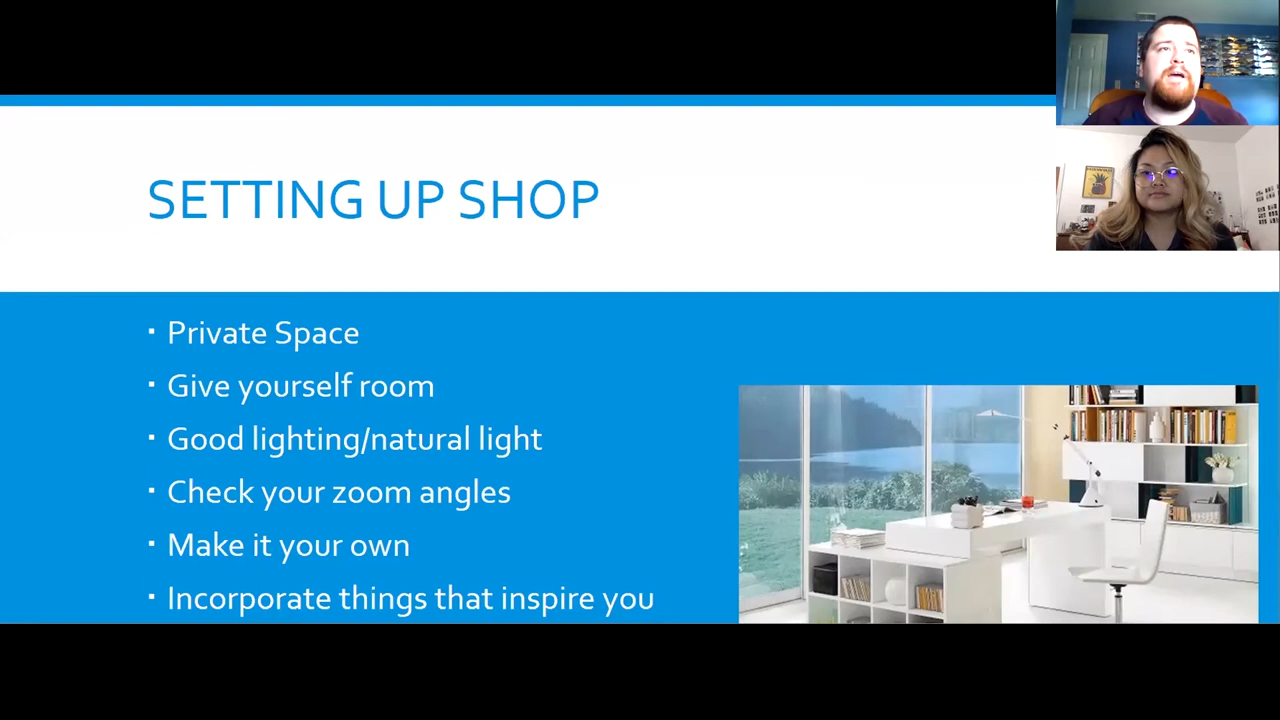 SETTING UP SHOP
▪ Private Space
▪ Give yourself room
▪ Good lighting/natural light
▪ Check your zoom angles
▪ Make it your own
▪ Incorporate things that inspire you